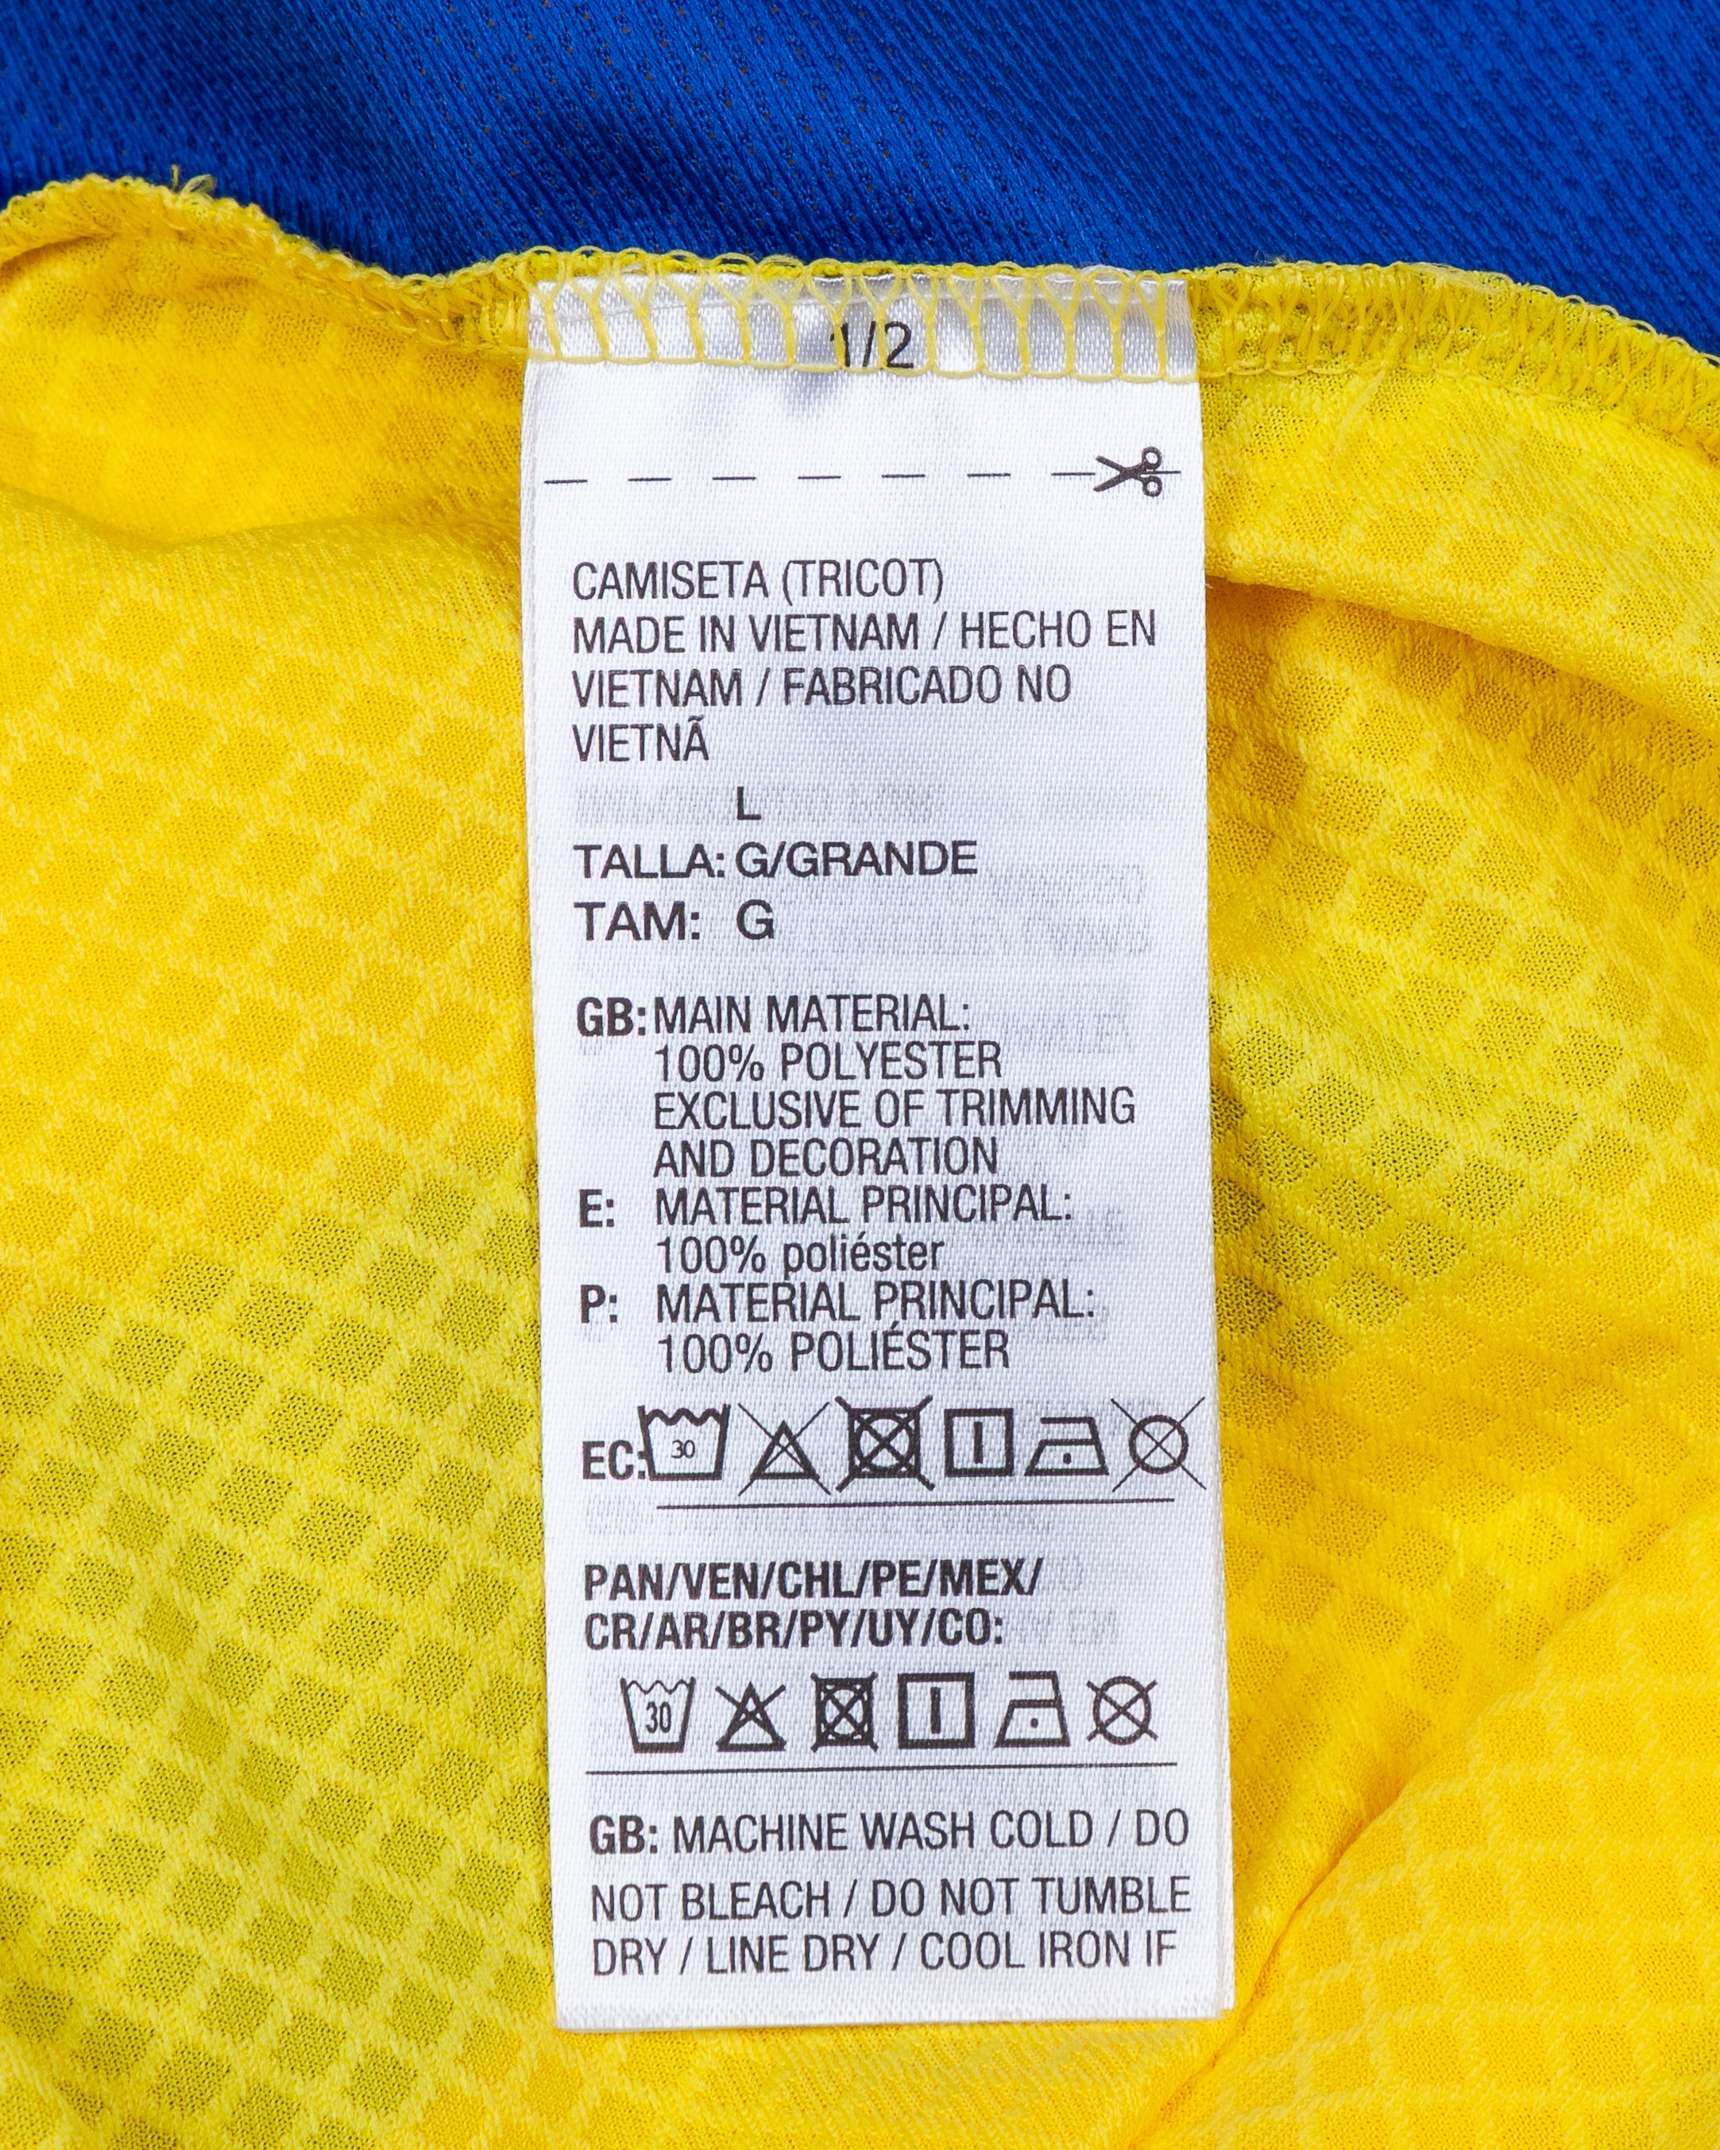 1/2
CAMISETA (TRICOT)
MADE IN VIETNAM / HECHO EN
VIETNAM / FABRICADO NO
VIETNÃ
L
TALLA: G/GRANDE
TAM: G
GB: MAIN MATERIAL:
100% POLYESTER
EXCLUSIVE OF TRIMMING
AND DECORATION
E: MATERIAL PRINCIPAL:
100% poliéster
P: MATERIAL PRINCIPAL:
100% POLIÉSTER
EC: 30
PAN/VEN/CHL/PE/MEX/
CR/AR/BR/PY/UY/CO:
30
GB: MACHINE WASH COLD / DO
NOT BLEACH / DO NOT TUMBLE
DRY / LINE DRY / COOL IRON IF